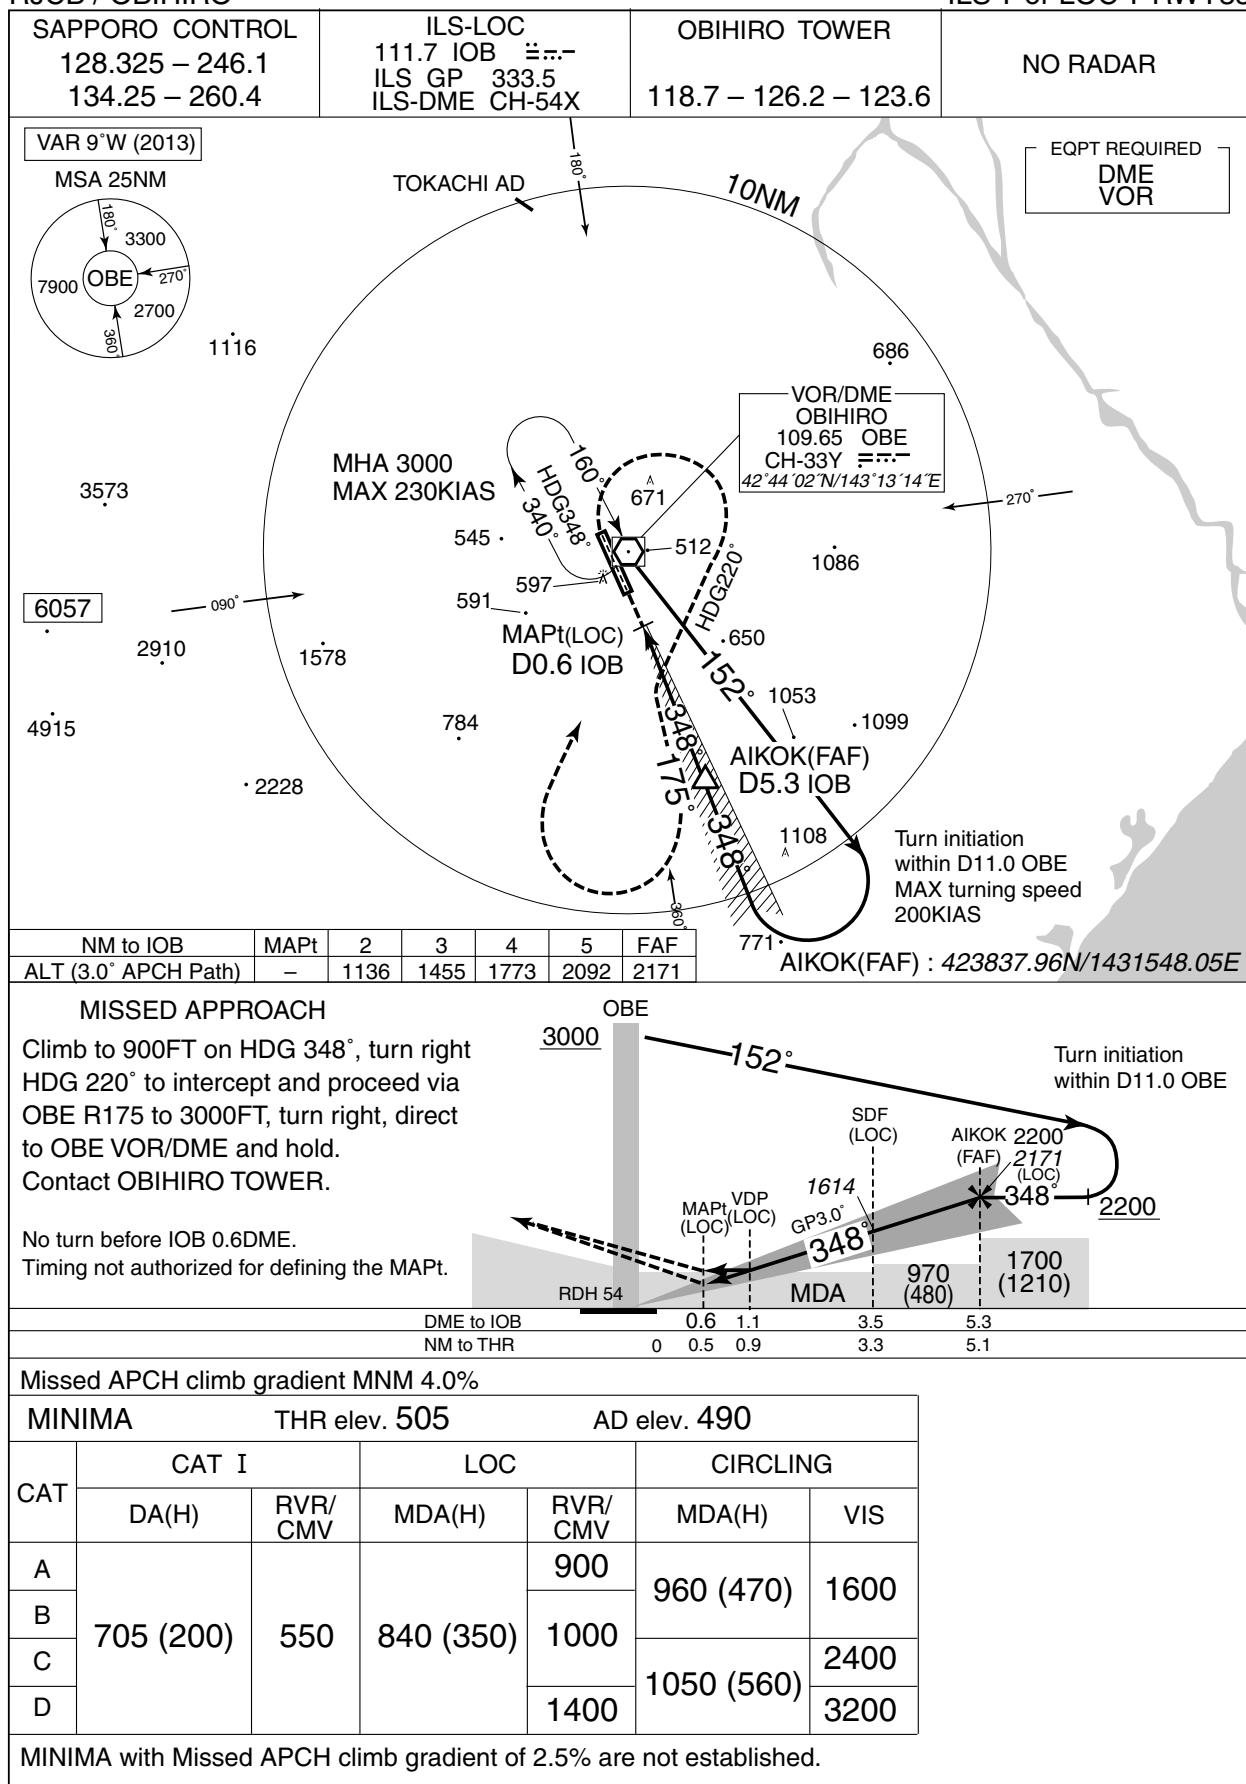 RJCB / OBIHIRO
SAPPORO CONTROL
128.325 – 246.1
134.25 – 260.4
ILS-LOC
111.7 IOB
ILS GP 333.5
ILS-DME CH-54X
OBIHIRO TOWER
118.7 – 126.2 – 123.6
NO RADAR
VAR 9°W (2013)
MSA 25NM
180°
3300
7900
OBE
270°
2700
360°
180°
TOKACHI AD
10NM
EQPT REQUIRED
DME
VOR
1116
686
VOR/DME
OBIHIRO
109.65 OBE
CH-33Y
42°44´02˝N/143°13´14˝E
MHA 3000
MAX 230KIAS
160°
HDG348°
340°
671
3573
270°
545
512
1086
597
HDG220°
6057
090°
591
MAPt(LOC)
D0.6 IOB
650
2910
1578
152°
1053
4915
784
348°
1099
AIKOK(FAF)
D5.3 IOB
175°
2228
348°
1108
Turn initiation
within D11.0 OBE
MAX turning speed
200KIAS
360°
771
NM to IOB MAPt 2 3 4 5 FAF
ALT (3.0° APCH Path) – 1136 1455 1773 2092 2171
AIKOK(FAF) : 423837.96N/1431548.05E
MISSED APPROACH
Climb to 900FT on HDG 348°, turn right
HDG 220° to intercept and proceed via
OBE R175 to 3000FT, turn right, direct
to OBE VOR/DME and hold.
Contact OBIHIRO TOWER.
No turn before IOB 0.6DME.
Timing not authorized for defining the MAPt.
OBE
3000
152°
Turn initiation
within D11.0 OBE
SDF
(LOC)
AIKOK 2200
(FAF) 2171
(LOC)
1614
MAPt
(LOC)
VDP
(LOC)
GP3.0°
348°
348°
2200
RDH 54
MDA
970
(480)
1700
(1210)
DME to IOB 0.6 1.1 3.5 5.3
NM to THR 0 0.5 0.9 3.3 5.1
Missed APCH climb gradient MNM 4.0%
MINIMA THR elev. 505 AD elev. 490
CAT
CAT I
LOC
CIRCLING
DA(H)
RVR/
CMV
MDA(H)
RVR/
CMV
MDA(H)
VIS
A
B
C
D
705 (200)
550
840 (350)
900
1000
1400
960 (470)
1050 (560)
1600
2400
3200
MINIMA with Missed APCH climb gradient of 2.5% are not established.